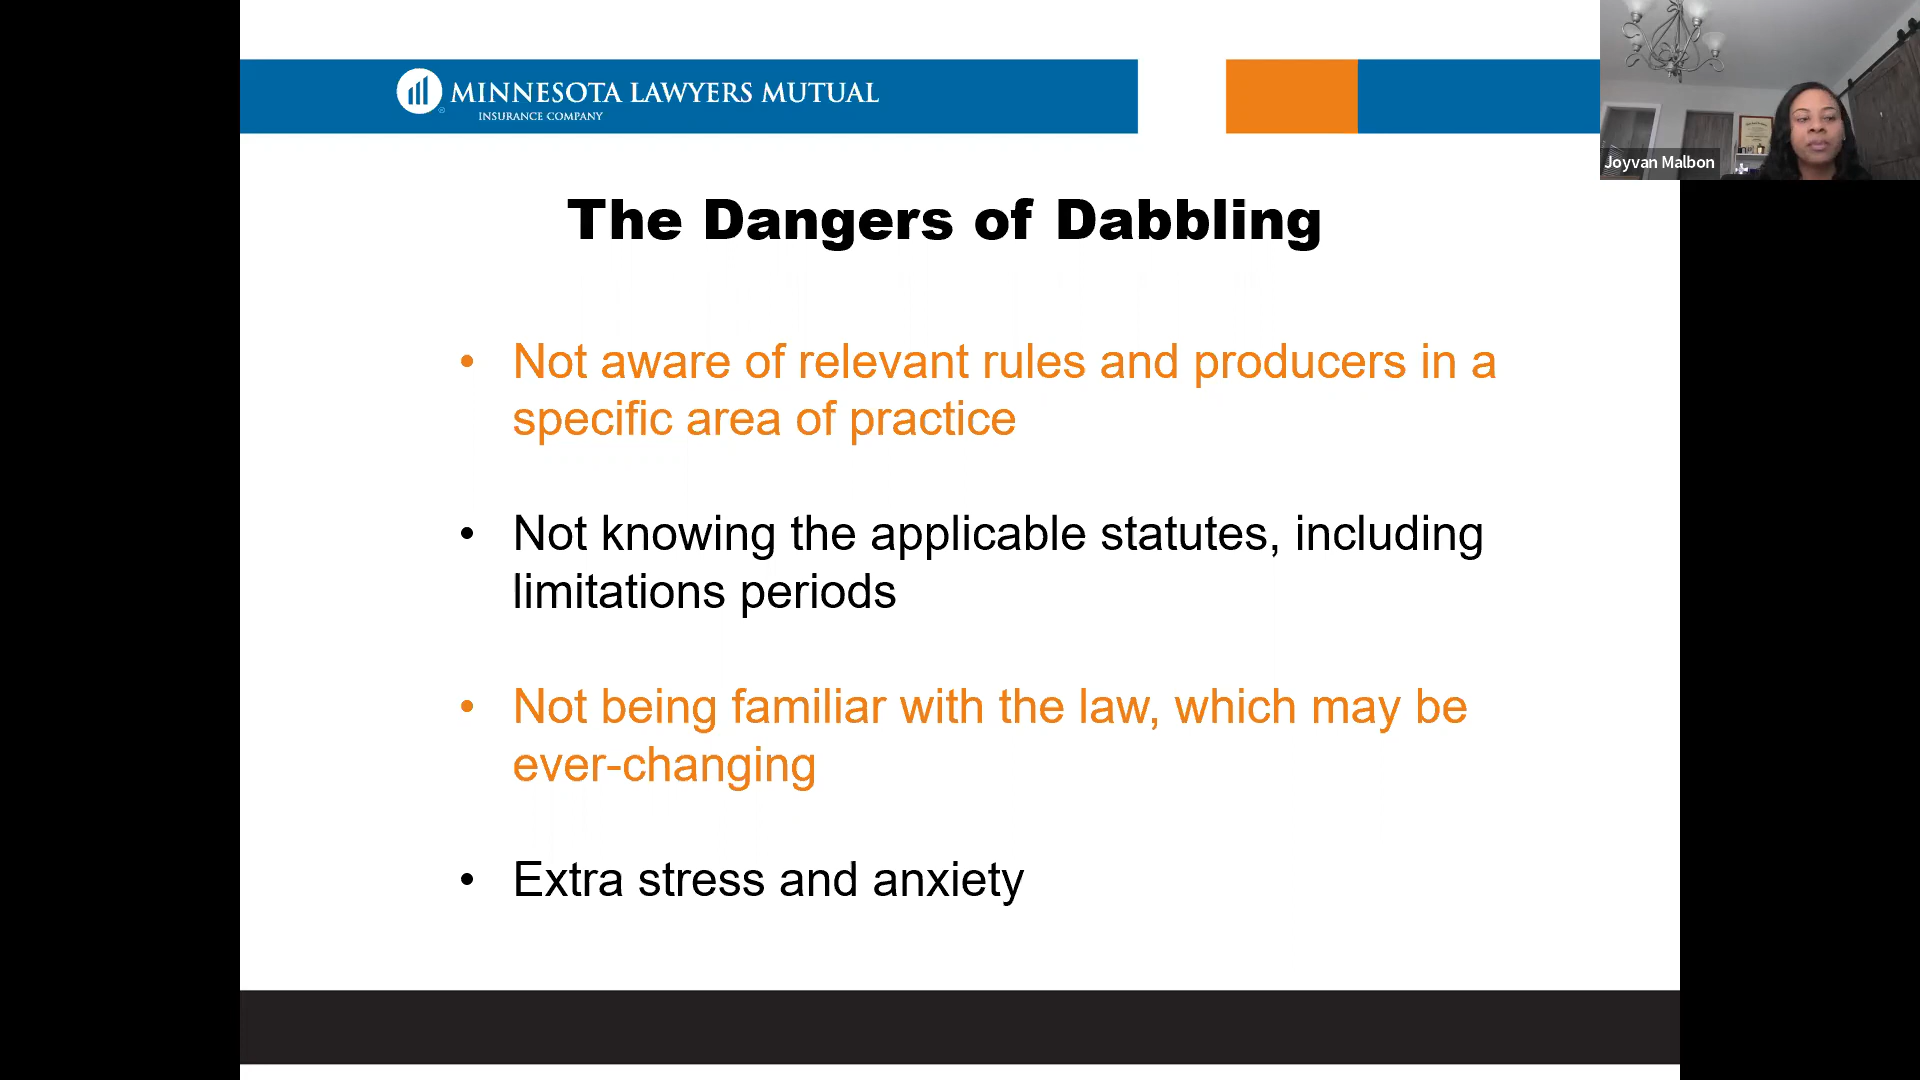 MINNESOTA LAWYERS MUTUAL
INSURANCE COMPANY
Joyvan Malbon
The Dangers of Dabbling
• Not aware of relevant rules and producers in a
specific area of practice
• Not knowing the applicable statutes, including
limitations periods
• Not being familiar with the law, which may be
ever-changing
• Extra stress and anxiety